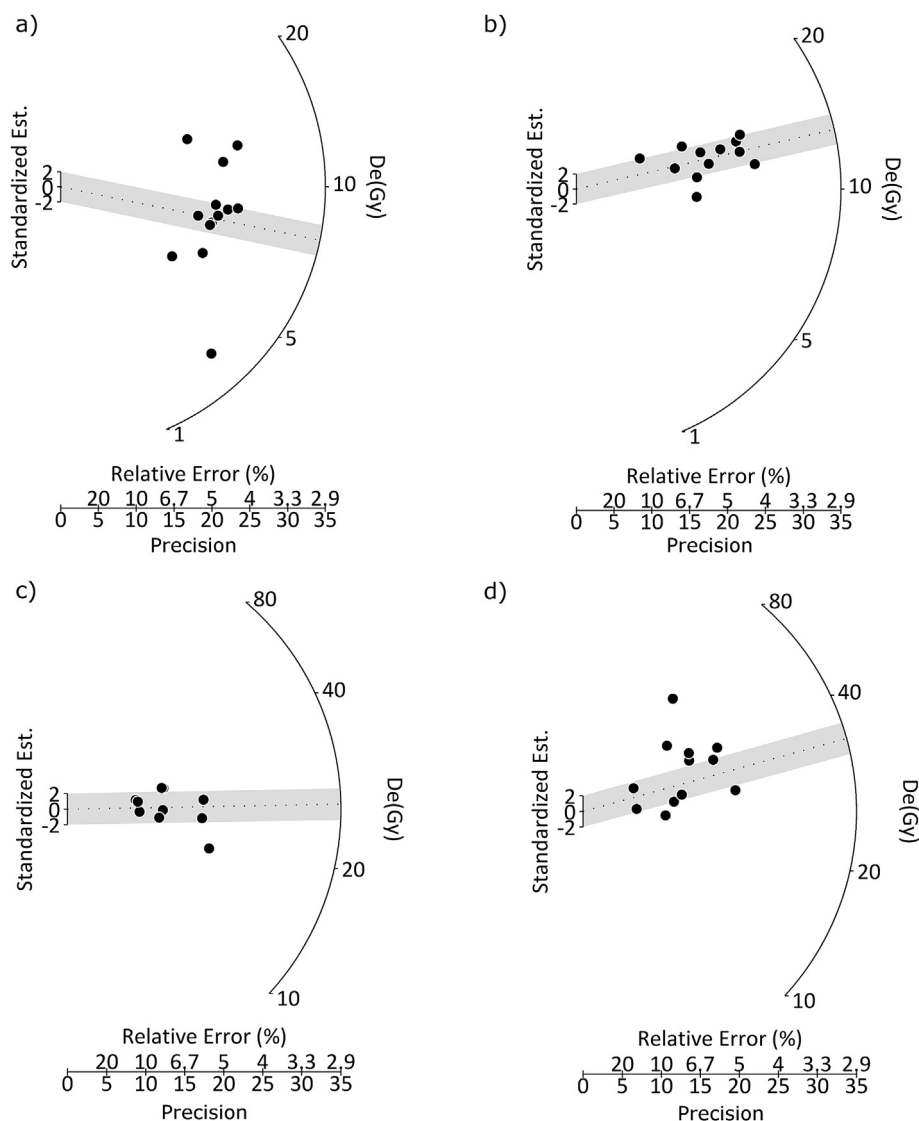 a)
20
Standardized Est.
2
0
-2
10
De(Gy)
5
1
Relative Error (%)
20 10 6.7 5 4 3.3 2.9
0 5 10 15 20 25 30 35
Precision
b)
20
Standardized Est.
2
0
-2
10
De(Gy)
5
1
Relative Error (%)
20 10 6.7 5 4 3.3 2.9
0 5 10 15 20 25 30 35
Precision
c)
80
40
Standardized Est.
2
0
-2
De(Gy)
20
10
Relative Error (%)
20 10 6.7 5 4 3.3 2.9
0 5 10 15 20 25 30 35
Precision
d)
80
40
Standardized Est.
2
0
-2
De(Gy)
20
10
Relative Error (%)
20 10 6.7 5 4 3.3 2.9
0 5 10 15 20 25 30 35
Precision